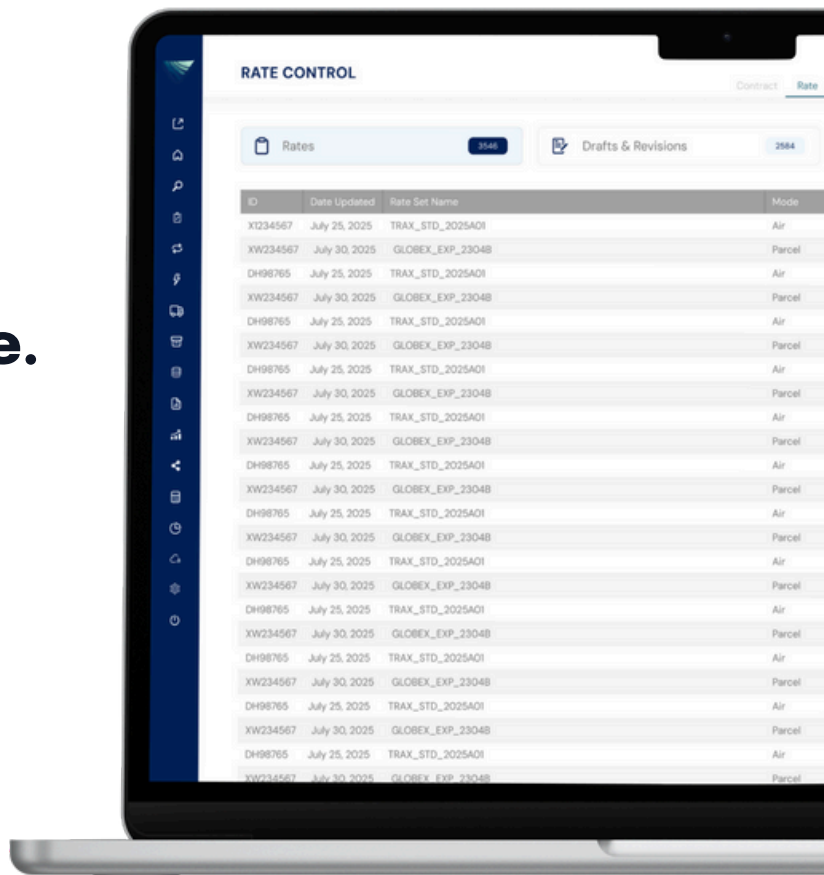 RATE CONTROL
Contract Rate
Rates 3546 Drafts & Revisions 2584
ID Date Updated Rate Set Name Mode
X1234567 July 25, 2025 TRAX_STD_2025A01 Air
XW234567 July 30, 2025 GLOBEX_EXP_2304B Parcel
DH98765 July 25, 2025 TRAX_STD_2025A01 Air
XW234567 July 30, 2025 GLOBEX_EXP_2304B Parcel
DH98765 July 25, 2025 TRAX_STD_2025A01 Air
e.
XW234567 July 30, 2025 GLOBEX_EXP_2304B Parcel
DH98765 July 25, 2025 TRAX_STD_2025A01 Air
XW234567 July 30, 2025 GLOBEX_EXP_2304B Parcel
DH98765 July 25, 2025 TRAX_STD_2025A01 Air
XW234567 July 30, 2025 GLOBEX_EXP_2304B Parcel
DH98765 July 25, 2025 TRAX_STD_2025A01 Air
XW234567 July 30, 2025 GLOBEX_EXP_2304B Parcel
DH98765 July 25, 2025 TRAX_STD_2025A01 Air
XW234567 July 30, 2025 GLOBEX_EXP_2304B Parcel
DH98765 July 25, 2025 TRAX_STD_2025A01 Air
XW234567 July 30, 2025 GLOBEX_EXP_2304B Parcel
DH98765 July 25, 2025 TRAX_STD_2025A01 Air
XW234567 July 30, 2025 GLOBEX_EXP_2304B Parcel
DH98765 July 25, 2025 TRAX_STD_2025A01 Air
XW234567 July 30, 2025 GLOBEX_EXP_2304B Parcel
DH98765 July 25, 2025 TRAX_STD_2025A01 Air
XW234567 July 30, 2025 GLOBEX_EXP_2304B Parcel
DH98765 July 25, 2025 TRAX_STD_2025A01 Air
XW234567 July 30, 2025 GLOBEX_EXP_2304B Parcel